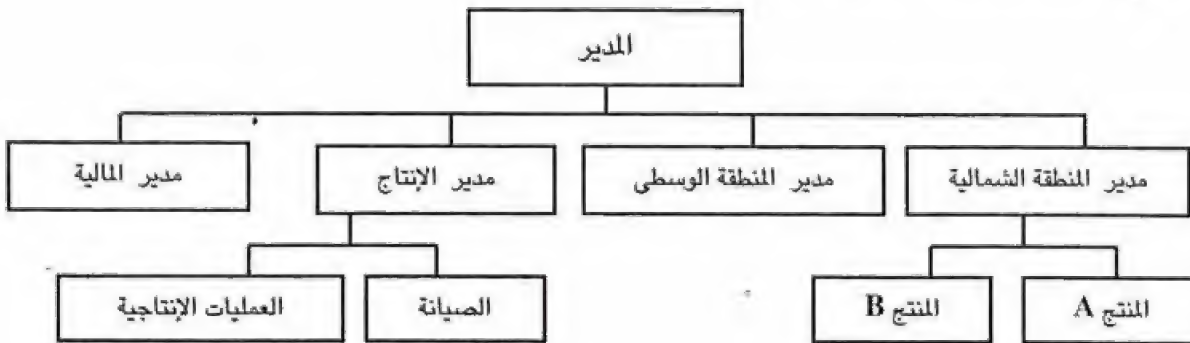 المدير
مدير المنطقة الشمالية
مدير المنطقة الوسطى
مدير الإنتاج
مدير المالية
المنتج A
المنتج B
الصيانة
العمليات الإنتاجية